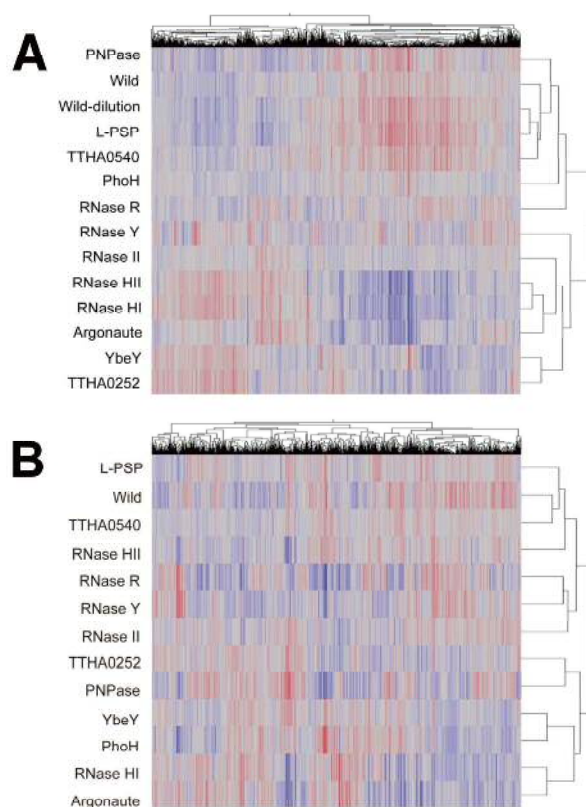 A
PNPase
Wild
Wild-dilution
L-PSP
TTHA0540
PhoH
RNase R
RNase Y
RNase II
RNase HII
RNase HI
Argonaute
YbeY
TTHA0252
B
L-PSP
Wild
TTHA0540
RNase HII
RNase R
RNase Y
RNase II
TTHA0252
PNPase
YbeY
PhoH
RNase HI
Argonaute